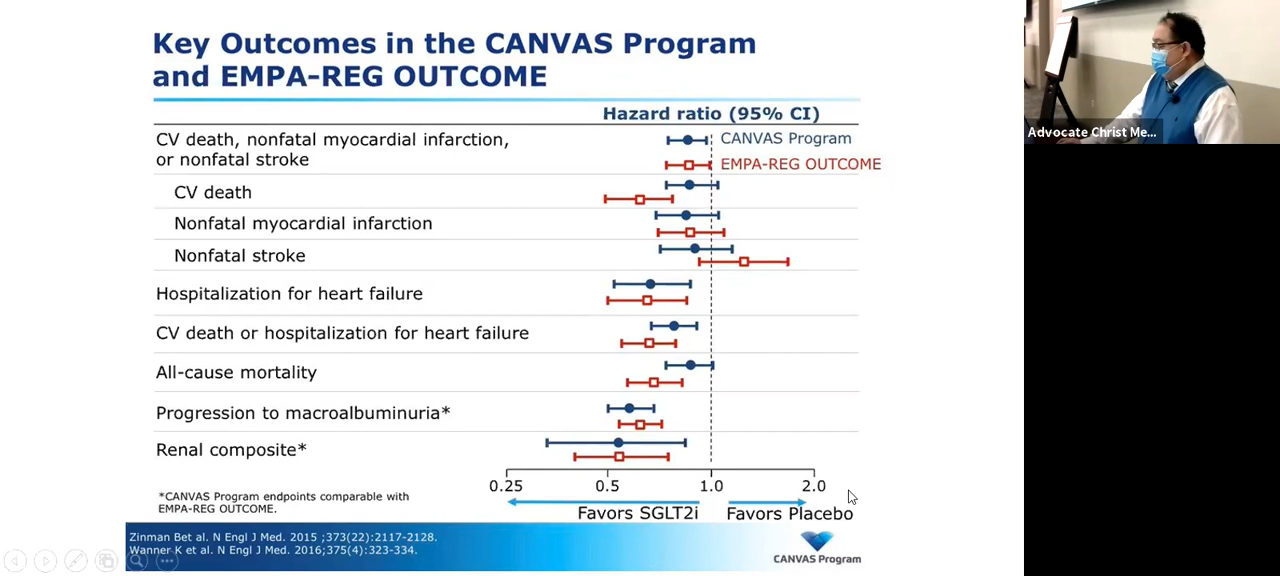 Key Outcomes in the CANVAS Program
and EMPA-REG OUTCOME
Hazard ratio (95% CI)
CV death, nonfatal myocardial infarction,
or nonfatal stroke
CANVAS Program
EMPA-REG OUTCOME
CV death
Nonfatal myocardial infarction
Nonfatal stroke
Hospitalization for heart failure
CV death or hospitalization for heart failure
All-cause mortality
Progression to macroalbuminuria*
Renal composite*
0.25 0.5 1.0 2.0
Favors SGLT2i Favors Placebo
*CANVAS Program endpoints comparable with
EMPA-REG OUTCOME.
Zinman Bet al. N Engl J Med. 2015 ;373(22):2117-2128.
Wanner K et al. N Engl J Med. 2016;375(4):323-334.
CANVAS Program
Advocate Christ Me...